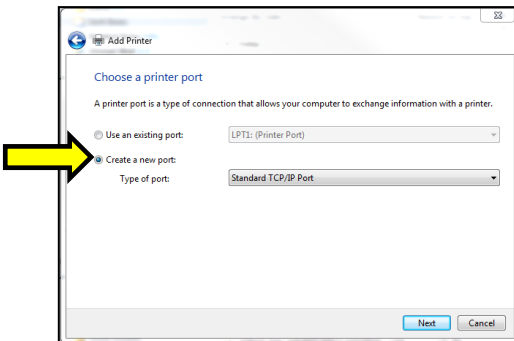 Add Printer
Choose a printer port
A printer port is a type of connection that allows your computer to exchange information with a printer.
Use an existing port:
LPT1: (Printer Port)
Create a new port:
Type of port:
Standard TCP/IP Port
Next
Cancel